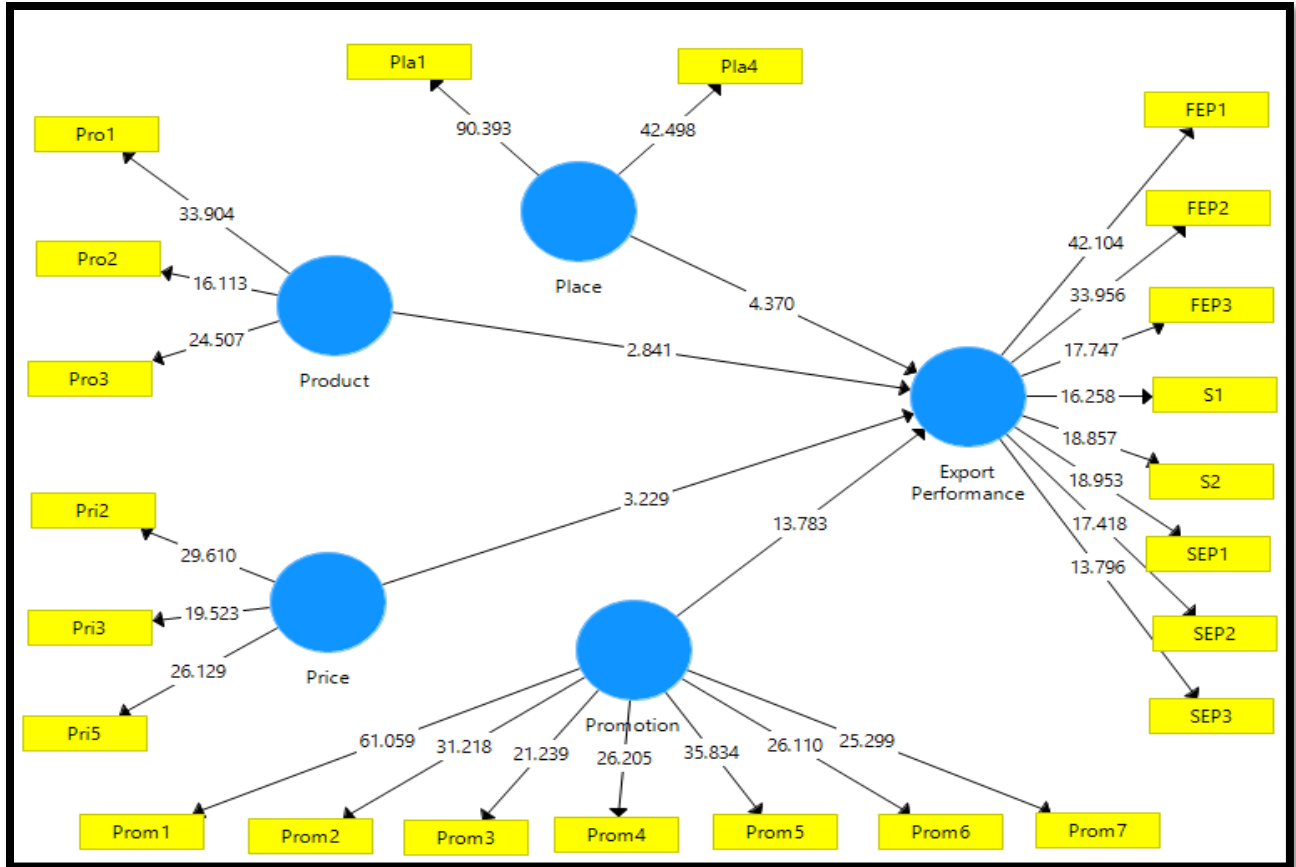 Pla1
Pla4
90.393
42.498
Pro1
33.904
Pro2
16.113
24.507
Pro3
Product
Place
4.370
2.841
FEP1
42.104
FEP2
33.956
FEP3
17.747
16.258
S1
18.857
S2
18.953
17.418
SEP1
13.796
SEP2
SEP3
Export
Performance
Pri2
29.610
Pri3
19.523
26.129
Pri5
Price
3.229
13.783
Promotion
61.059
31.218
21.239
26.205
35.834
26.110
25.299
Prom1
Prom2
Prom3
Prom4
Prom5
Prom6
Prom7